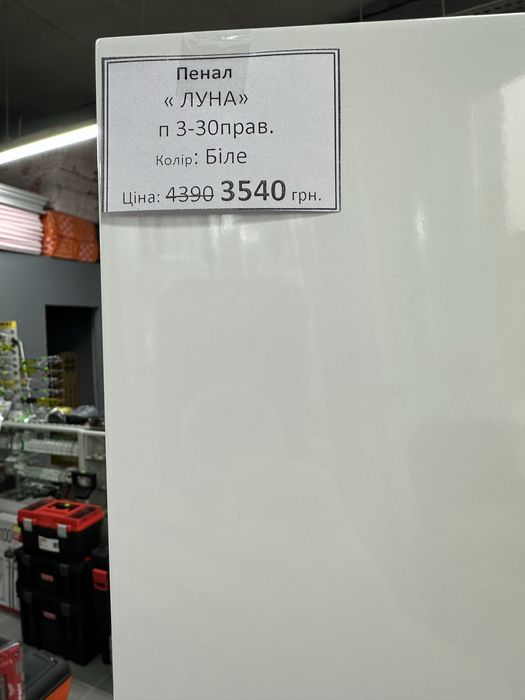 Пенал
« ЛУНА»
п 3-30прав.
Колір: Біле
Ціна: 4390 3540 грн.